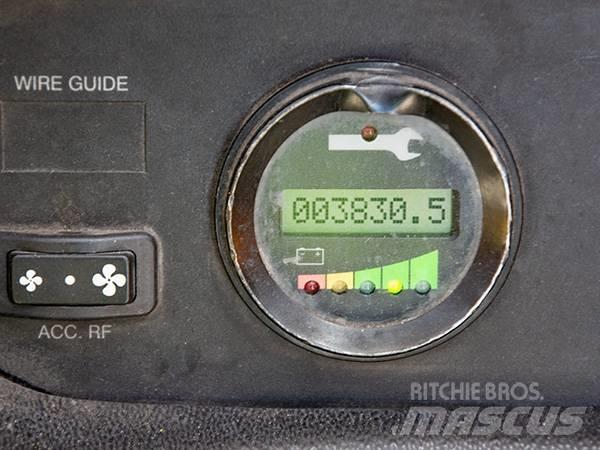 WIRE GUIDE
003830.5
ACC. RF
RITCHIE BROS.
MASCUS